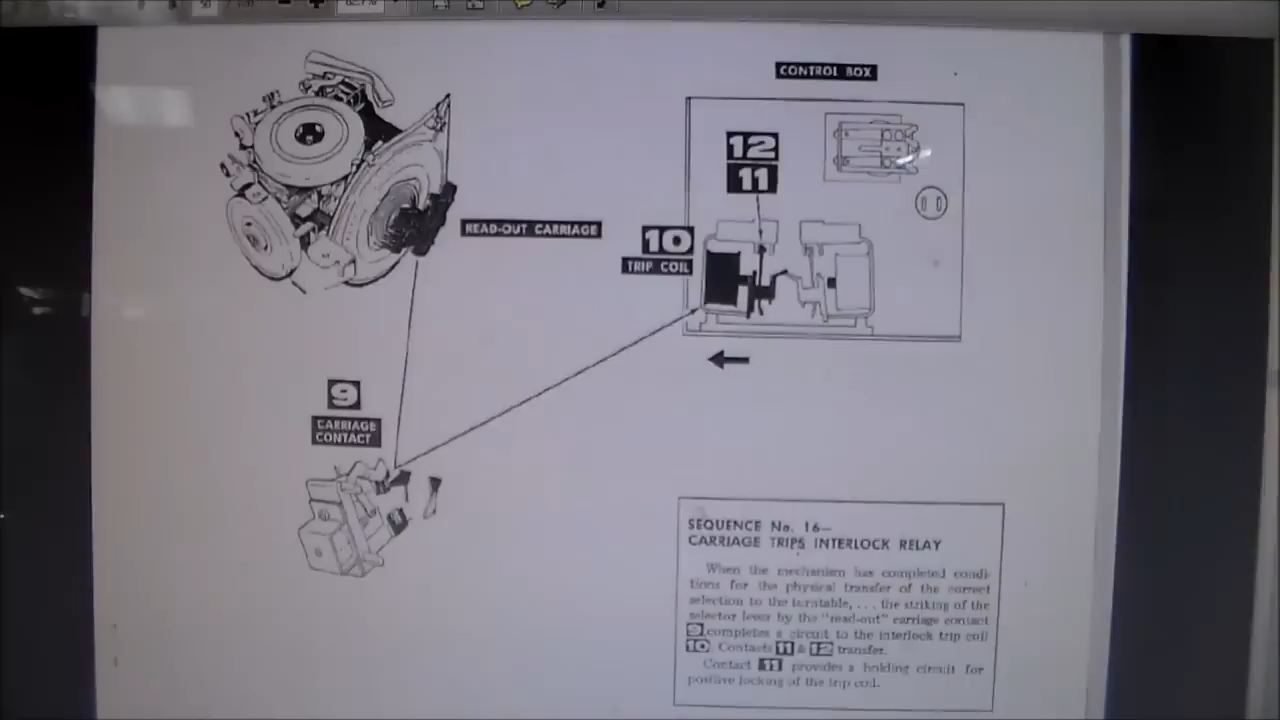 CONTROL BOX
12
11
READ-OUT CARRIAGE
10
TRIP COIL
9
CARRIAGE
CONTACT
SEQUENCE No. 16—
CARRIAGE TRIPS INTERLOCK RELAY
When the mechanism has completed condi-
tions for the physical transfer of the correct
selection to the turntable, . . . the striking of the
selector lever by the "read-out" carriage contact
9 completes a circuit to the interlock trip coil
10. Contacts 11 & 12 transfer.
Contact 11 provides a holding circuit for
positive locking of the trip coil.